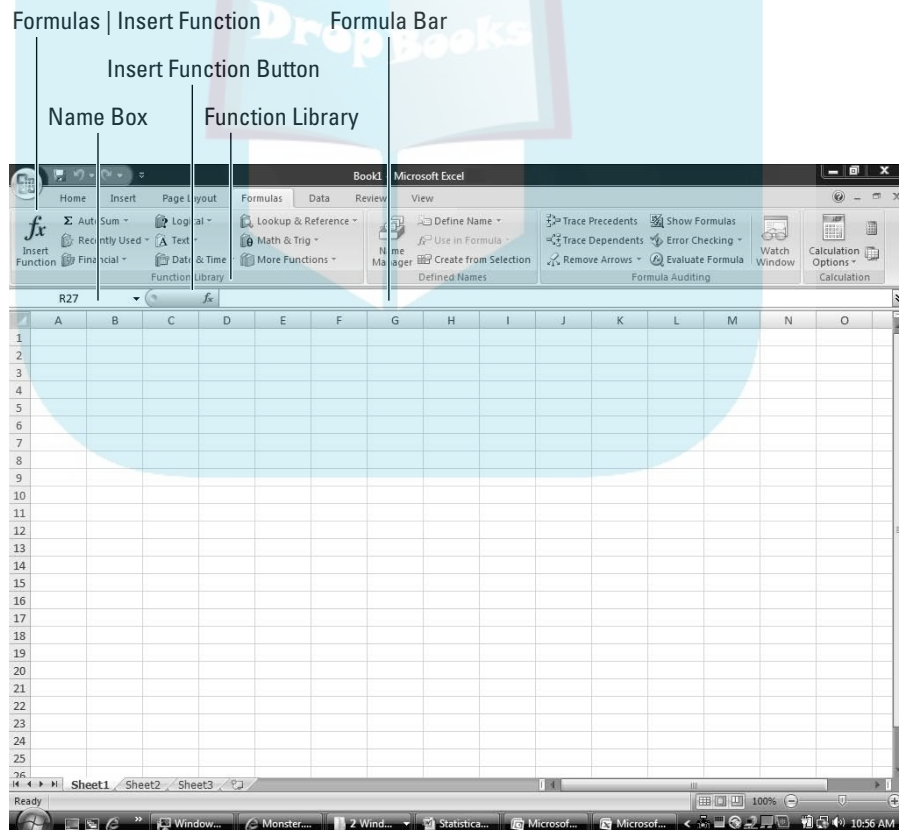 DropBooks
Formulas | Insert Function
Formula Bar
Insert Function Button
Name Box
Function Library
Book1 - Microsoft Excel
Home Insert Page Layout Formulas Data Review View
Insert Function
Σ AutoSum
Recently Used
Financial
Logical
Text
Date & Time
Lookup & Reference
Math & Trig
More Functions
Function Library
Name Manager
Define Name
Use in Formula
Create from Selection
Defined Names
Trace Precedents
Trace Dependents
Remove Arrows
Show Formulas
Error Checking
Evaluate Formula
Formula Auditing
Watch Window
Calculation Options
Calculation
R27
fx
A B C D E F G H I J K L M N O
1
2
3
4
5
6
7
8
9
10
11
12
13
14
15
16
17
18
19
20
21
22
23
24
25
26
Sheet1 Sheet2 Sheet3
Ready
100%
Window... Monster.... 2 Wind... Statistica... Microsof... Microsof... 10:56 AM